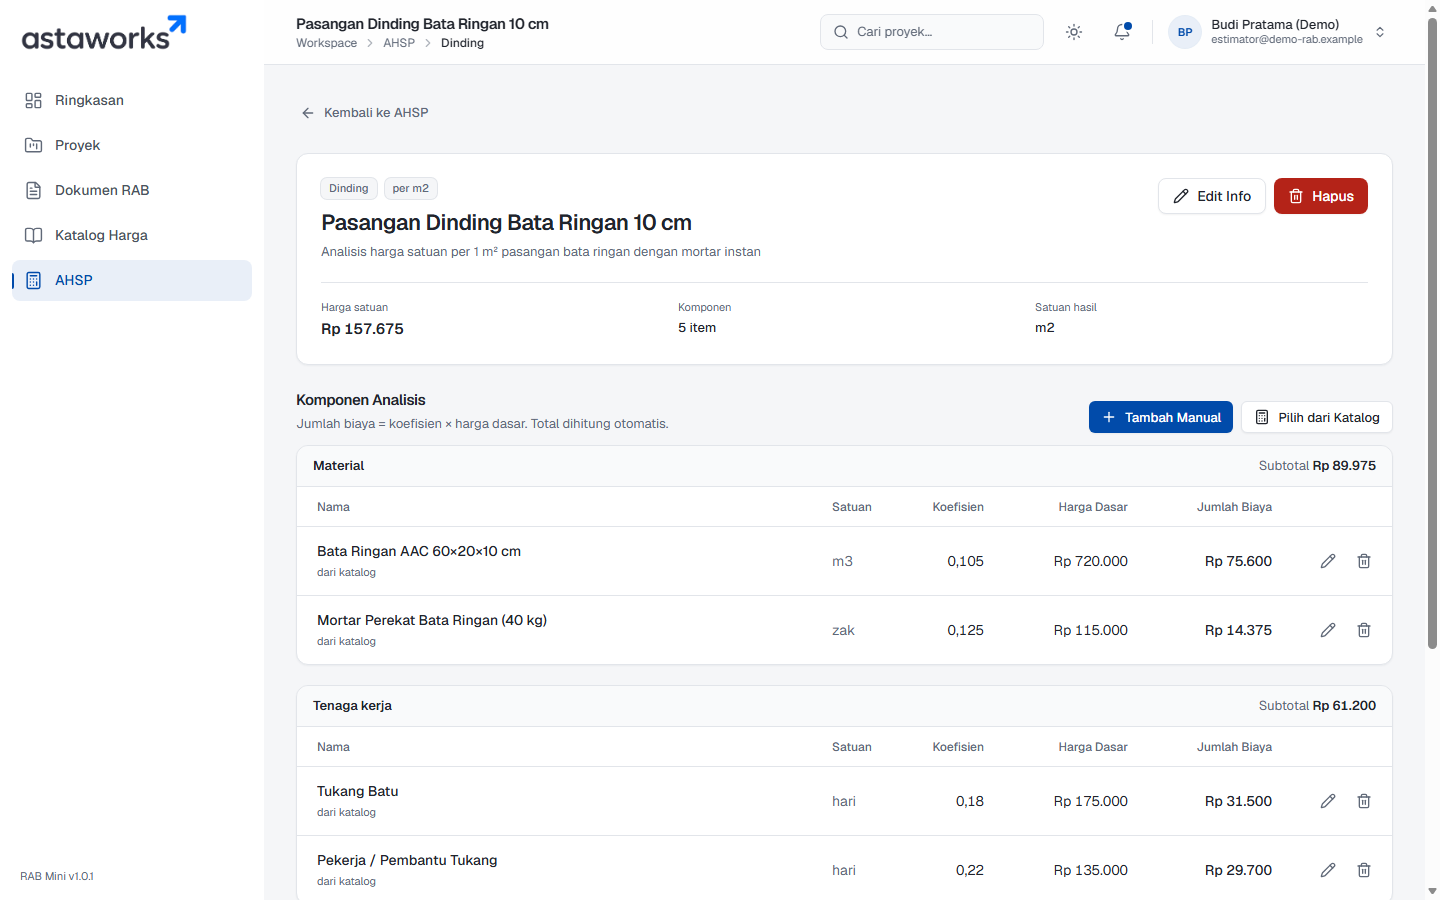 astaworks
Pasangan Dinding Bata Ringan 10 cm
Workspace > AHSP > Dinding
Cari proyek...
BP
Budi Pratama (Demo)
estimator@demo-rab.example
Ringkasan
Proyek
Dokumen RAB
Katalog Harga
AHSP
RAB Mini v1.0.1
Kembali ke AHSP
Dinding per m2
Pasangan Dinding Bata Ringan 10 cm
Analisis harga satuan per 1 m² pasangan bata ringan dengan mortar instan
Edit Info Hapus
Harga satuan Komponen Satuan hasil
Rp 157.675 5 item m2
Komponen Analisis
Jumlah biaya = koefisien × harga dasar. Total dihitung otomatis.
Tambah Manual Pilih dari Katalog
Material Subtotal Rp 89.975
Nama Satuan Koefisien Harga Dasar Jumlah Biaya
Bata Ringan AAC 60×20×10 cm m3 0,105 Rp 720.000 Rp 75.600
dari katalog
Mortar Perekat Bata Ringan (40 kg) zak 0,125 Rp 115.000 Rp 14.375
dari katalog
Tenaga kerja Subtotal Rp 61.200
Nama Satuan Koefisien Harga Dasar Jumlah Biaya
Tukang Batu hari 0,18 Rp 175.000 Rp 31.500
dari katalog
Pekerja / Pembantu Tukang hari 0,22 Rp 135.000 Rp 29.700
dari katalog